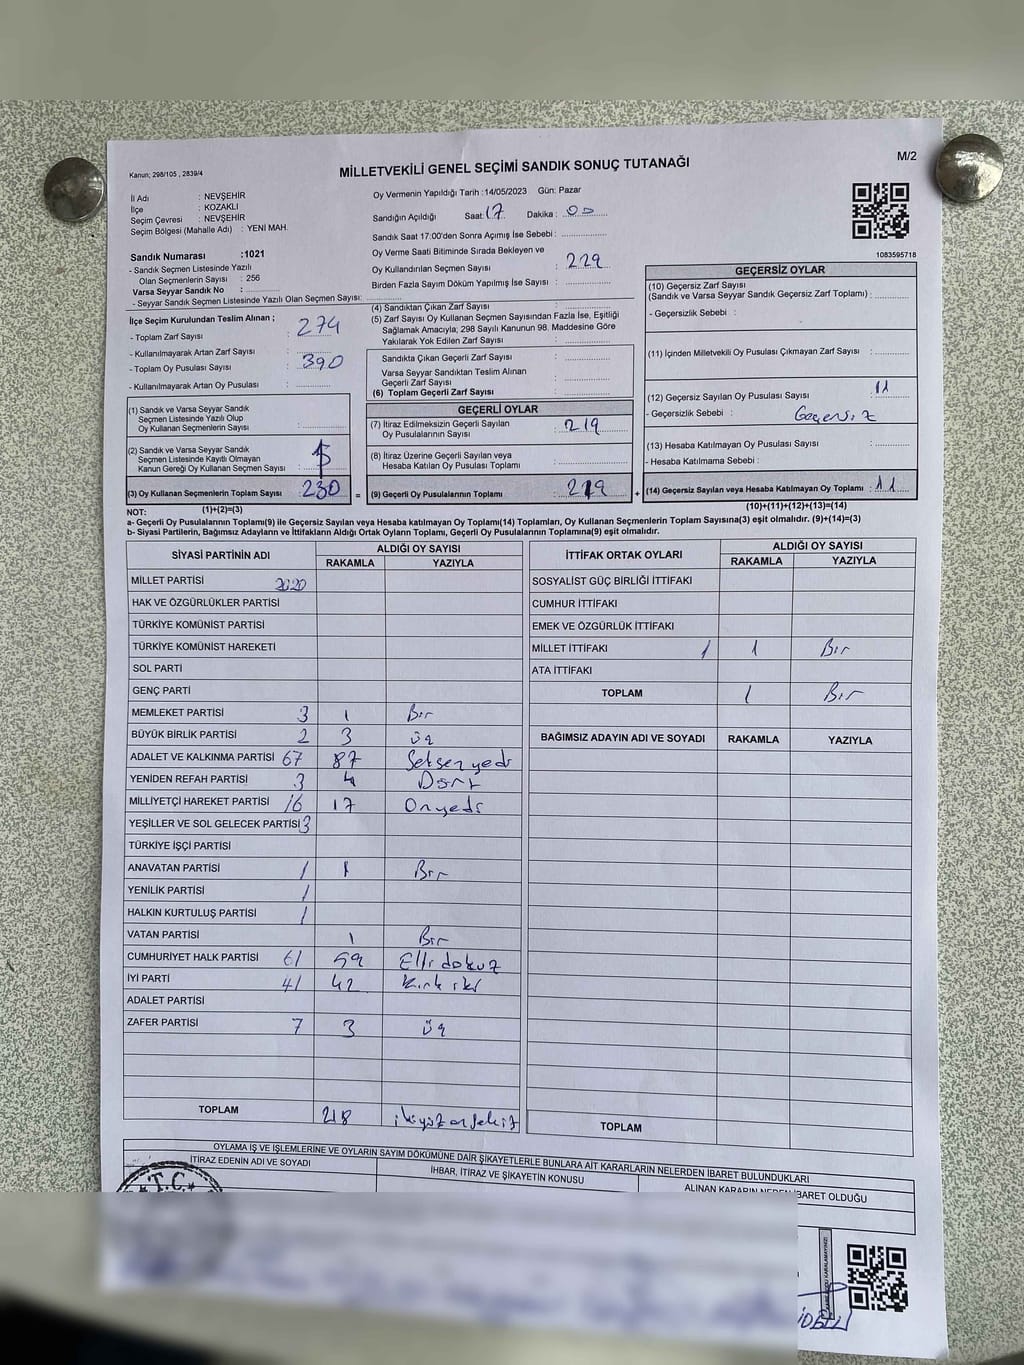 Kanun; 298/105 , 2839/4
MİLLETVEKİLİ GENEL SEÇİMİ SANDIK SONUÇ TUTANAĞI
M/2
İl Adı : NEVŞEHİR
İlçe : KOZAKLI
Seçim Çevresi : NEVŞEHİR
Seçim Bölgesi (Mahalle Adı) : YENİ MAH.
Sandık Numarası :1021
- Sandık Seçmen Listesinde Yazılı
Olan Seçmenlerin Sayısı : 256
Varsa Seyyar Sandık No :
- Seyyar Sandık Seçmen Listesinde Yazılı Olan Seçmen Sayısı:
Oy Vermenin Yapıldığı Tarih :14/05/2023 Gün: Pazar
Sandığın Açıldığı Saat: 17 Dakika : 00
Sandık Saat 17:00'den Sonra Açımış İse Sebebi :
Oy Verme Saati Bitiminde Sırada Bekleyen ve
Oy Kullandırılan Seçmen Sayısı : 229
Birden Fazla Sayım Döküm Yapılmış İse Sayısı :
1083595718
İlçe Seçim Kurulundan Teslim Alınan ;
- Toplam Zarf Sayısı : 274
- Kullanılmayarak Artan Zarf Sayısı :
- Toplam Oy Pusulası Sayısı : 390
- Kullanılmayarak Artan Oy Pusulası :
(4) Sandıktan Çıkan Zarf Sayısı :
(5) Zarf Sayısı Oy Kullanan Seçmen Sayısından Fazla İse, Eşitliği
Sağlamak Amacıyla; 298 Sayılı Kanunun 98. Maddesine Göre
Yakılarak Yok Edilen Zarf Sayısı :
Sandıkta Çıkan Geçerli Zarf Sayısı :
Varsa Seyyar Sandıktan Teslim Alınan
Geçerli Zarf Sayısı :
(6) Toplam Geçerli Zarf Sayısı
GEÇERSİZ OYLAR
(10) Geçersiz Zarf Sayısı
(Sandık ve Varsa Seyyar Sandık Geçersiz Zarf Toplamı) :
- Geçersizlik Sebebi :
(11) İçinden Milletvekili Oy Pusulası Çıkmayan Zarf Sayısı :
(12) Geçersiz Sayılan Oy Pusulası Sayısı : 11
- Geçersizlik Sebebi : Geçersiz
(13) Hesaba Katılmayan Oy Pusulası Sayısı :
- Hesaba Katılmama Sebebi :
(14) Geçersiz Sayılan veya Hesaba Katılmayan Oy Toplamı : 11
(10)+(11)+(12)+(13)=(14)
(1) Sandık ve Varsa Seyyar Sandık
Seçmen Listesinde Yazılı Olup
Oy Kullanan Seçmenlerin Sayısı :
(2) Sandık ve Varsa Seyyar Sandık
Seçmen Listesinde Kayıtlı Olmayan
Kanun Gereği Oy Kullanan Seçmen Sayısı :
(3) Oy Kullanan Seçmenlerin Toplam Sayısı : 230 =
(1)+(2)=(3)
GEÇERLİ OYLAR
(7) İtiraz Edilmeksizin Geçerli Sayılan
Oy Pusulalarının Sayısı : 219
(8) İtiraz Üzerine Geçerli Sayılan veya
Hesaba Katılan Oy Pusulası Toplamı :
(9) Geçerli Oy Pusulalarının Toplamı : 219 +
NOT:
a- Geçerli Oy Pusulalarının Toplamı(9) ile Geçersiz Sayılan veya Hesaba katılmayan Oy Toplamı(14) Toplamları, Oy Kullanan Seçmenlerin Toplam Sayısına(3) eşit olmalıdır. (9)+(14)=(3)
b- Siyasi Partilerin, Bağımsız Adayların ve İttifakların Aldığı Ortak Oyların Toplamı, Geçerli Oy Pusulalarının Toplamına(9) eşit olmalıdır.
SİYASİ PARTİNİN ADI ALDIĞI OY SAYISI
RAKAMLA YAZIYLA
MİLLET PARTİSİ
HAK VE ÖZGÜRLÜKLER PARTİSİ
TÜRKİYE KOMÜNİST PARTİSİ
TÜRKİYE KOMÜNİST HAREKETİ
SOL PARTİ
GENÇ PARTİ
MEMLEKET PARTİSİ 3 1 Bir
BÜYÜK BİRLİK PARTİSİ 2 3 üç
ADALET VE KALKINMA PARTİSİ 67 87 Seksenyedi
YENİDEN REFAH PARTİSİ 3 4 Dört
MİLLİYETÇİ HAREKET PARTİSİ 16 17 Onyedi
YEŞİLLER VE SOL GELECEK PARTİSİ 3
TÜRKİYE İŞÇİ PARTİSİ
ANAVATAN PARTİSİ 1 1 Bir
YENİLİK PARTİSİ 1
HALKIN KURTULUŞ PARTİSİ 1
VATAN PARTİSİ 1 Bir
CUMHURİYET HALK PARTİSİ 61 59 Elli dokuz
İYİ PARTİ 41 42 Kırk iki
ADALET PARTİSİ
ZAFER PARTİSİ 7 3 üç
TOPLAM 218 ikiyüz onsekiz
İTTİFAK ORTAK OYLARI ALDIĞI OY SAYISI
RAKAMLA YAZIYLA
SOSYALİST GÜÇ BİRLİĞİ İTTİFAKI
CUMHUR İTTİFAKI
EMEK VE ÖZGÜRLÜK İTTİFAKI
MİLLET İTTİFAKI 1 1 Bir
ATA İTTİFAKI
TOPLAM 1 Bir
BAĞIMSIZ ADAYIN ADI VE SOYADI RAKAMLA YAZIYLA
TOPLAM
OYLAMA İŞ VE İŞLEMLERİNE VE OYLARIN SAYIM DÖKÜMÜNE DAİR ŞİKAYETLERLE BUNLARA AİT KARARLARIN NELERDEN İBARET BULUNDUKLARI
İTİRAZ EDENİN ADI VE SOYADI
İHBAR, İTİRAZ VE ŞİKAYETİN KONUSU
ALINAN KARARIN NEDEN İBARET OLDUĞU
T.C.